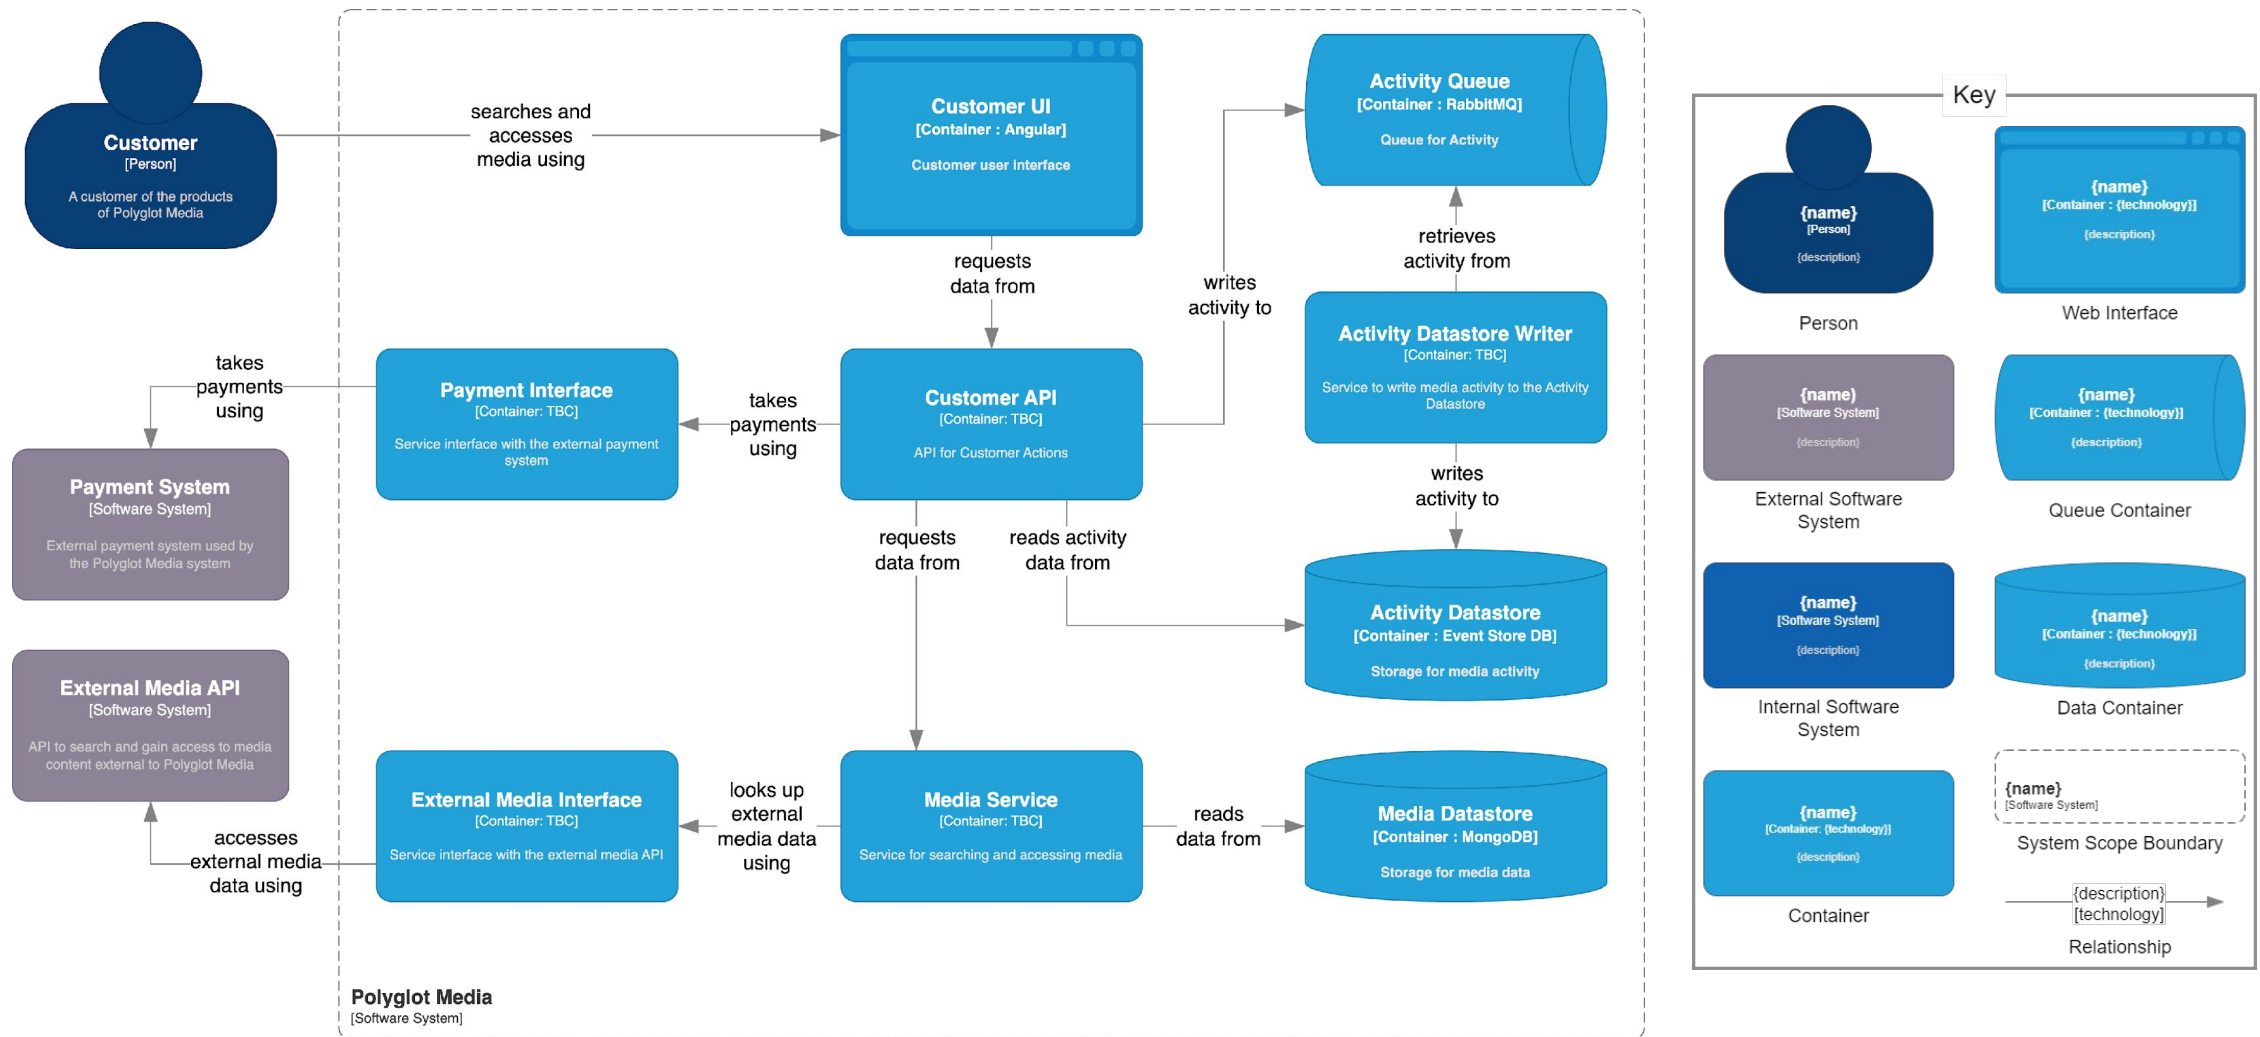 Customer
[Person]
A customer of the products
of Polyglot Media
searches and
accesses
media using
Customer UI
[Container : Angular]
Customer user interface
Activity Queue
[Container : RabbitMQ]
Queue for Activity
requests
data from
writes
activity to
retrieves
activity from
takes
payments
using
Payment Interface
[Container: TBC]
Service interface with the external payment
system
takes
payments
using
Customer API
[Container: TBC]
API for Customer Actions
Activity Datastore Writer
[Container: TBC]
Service to write media activity to the Activity
Datastore
Payment System
[Software System]
External payment system used by
the Polyglot Media system
requests
data from
reads activity
data from
writes
activity to
Activity Datastore
[Container : Event Store DB]
Storage for media activity
External Media API
[Software System]
API to search and gain access to media
content external to Polyglot Media
accesses
external media
data using
External Media Interface
[Container: TBC]
Service interface with the external media API
looks up
external
media data
using
Media Service
[Container: TBC]
Service for searching and accessing media
reads
data from
Media Datastore
[Container : MongoDB]
Storage for media data
Polyglot Media
[Software System]
Key
{name}
[Person]
{description}
Person
{name}
[Container : {technology}]
{description}
Web Interface
{name)
[Software System]
{description}
External Software
System
{name}
[Container : {technology}]
{description}
Queue Container
{name}
[Software System]
{description}
Internal Software
System
{name}
[Container : {technology}]
{description}
Data Container
{name}
[Container: {technology}]
{description}
Container
{name}
[Software System]
System Scope Boundary
{description}
[technology]
Relationship